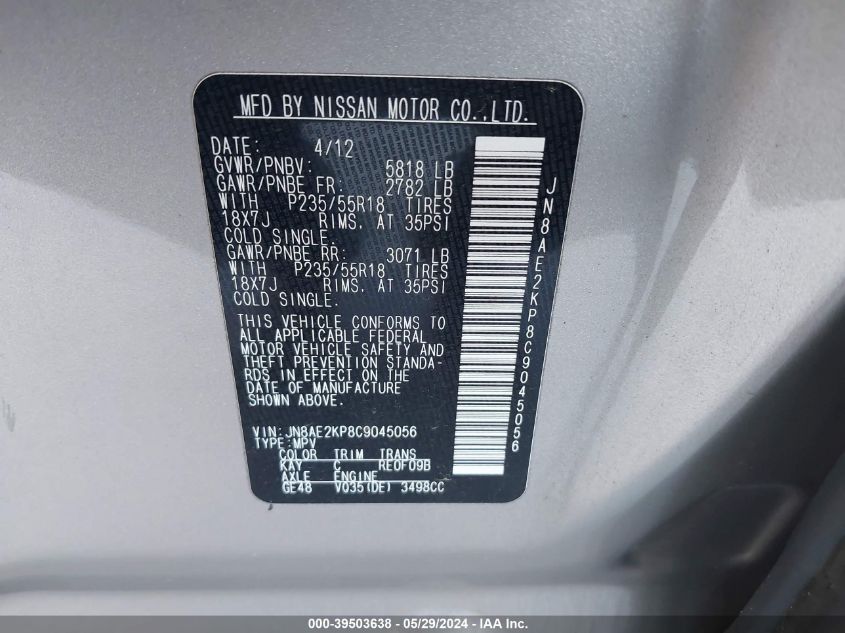 MFD BY NISSAN MOTOR CO.,LTD.
DATE: 4/12
GVWR/PNBV: 5818 LB
GAWR/PNBE FR: 2782 LB
WITH P235/55R18 TIRES
18X7J RIMS. AT 35PSI
COLD SINGLE.
GAWR/PNBE RR: 3071 LB
WITH P235/55R18 TIRES
18X7J RIMS. AT 35PSI
COLD SINGLE.
THIS VEHICLE CONFORMS TO
ALL APPLICABLE FEDERAL
MOTOR VEHICLE SAFETY AND
THEFT PREVENTION STANDA-
RDS IN EFFECT ON THE
DATE OF MANUFACTURE
SHOWN ABOVE.
VIN: JN8AE2KP8C9045056
TYPE: MPV
COLOR TRIM TRANS
KAY C RE0F09B
AXLE ENGINE
GE48 VQ35(DE) 3498CC
JN8AE2KP8C9045056
000-39503638 - 05/29/2024 - IAA Inc.